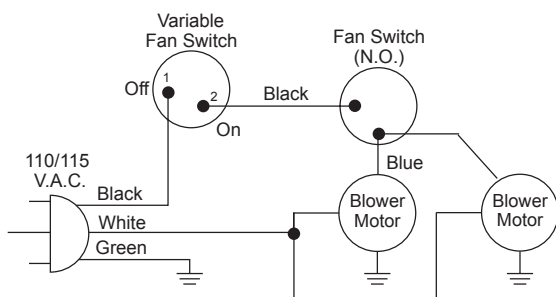 Variable
Fan Switch
Fan Switch
(N.O.)
1
Off
2
Black
On
110/115
V.A.C.
Blue
Black
White
Green
Blower
Motor
Blower
Motor